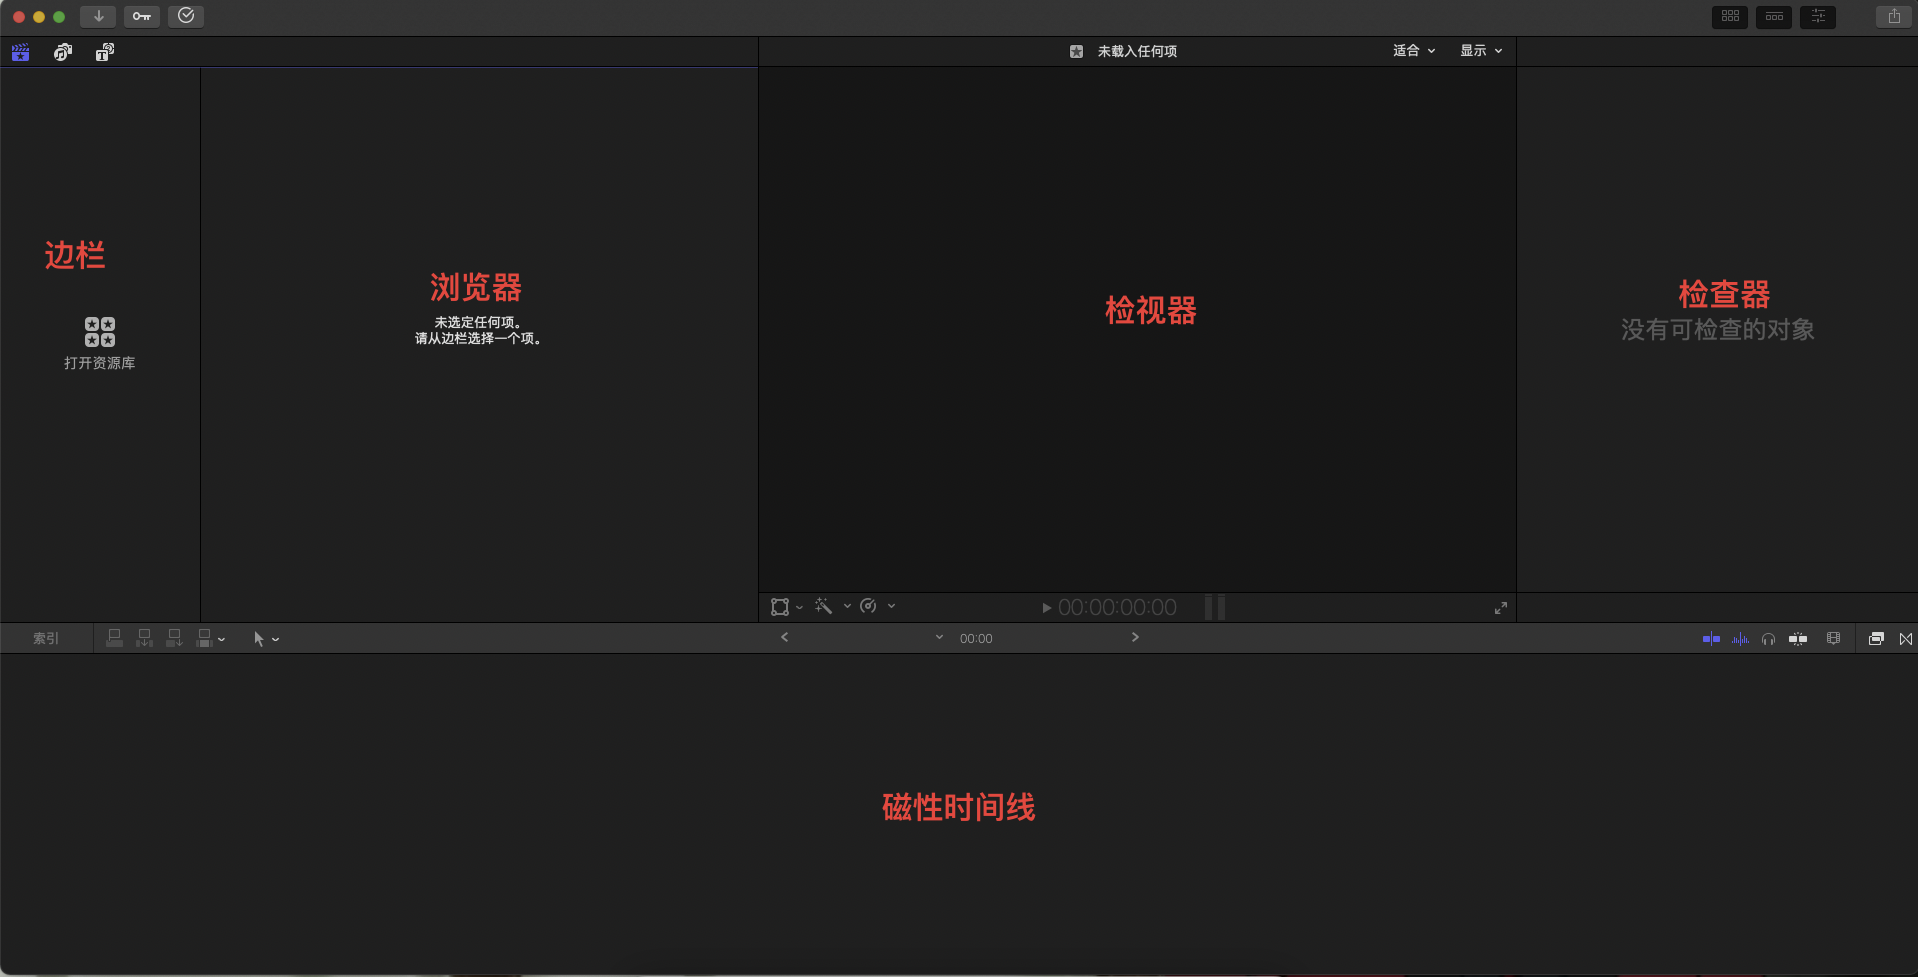 未载入任何项
适合
显示
边栏
打开资源库
浏览器
未选定任何项。
请从边栏选择一个项。
检视器
检查器
没有可检查的对象
00:00:00:00
索引
00:00
磁性时间线